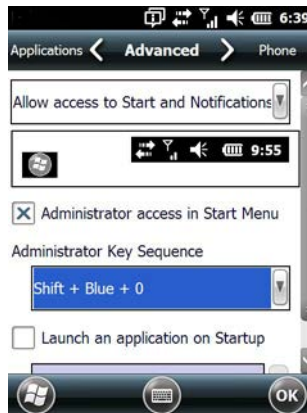 6:39
Applications Advanced Phone
Allow access to Start and Notifications
9:55
Administrator access in Start Menu
Administrator Key Sequence
Shift + Blue + 0
Launch an application on Startup
OK